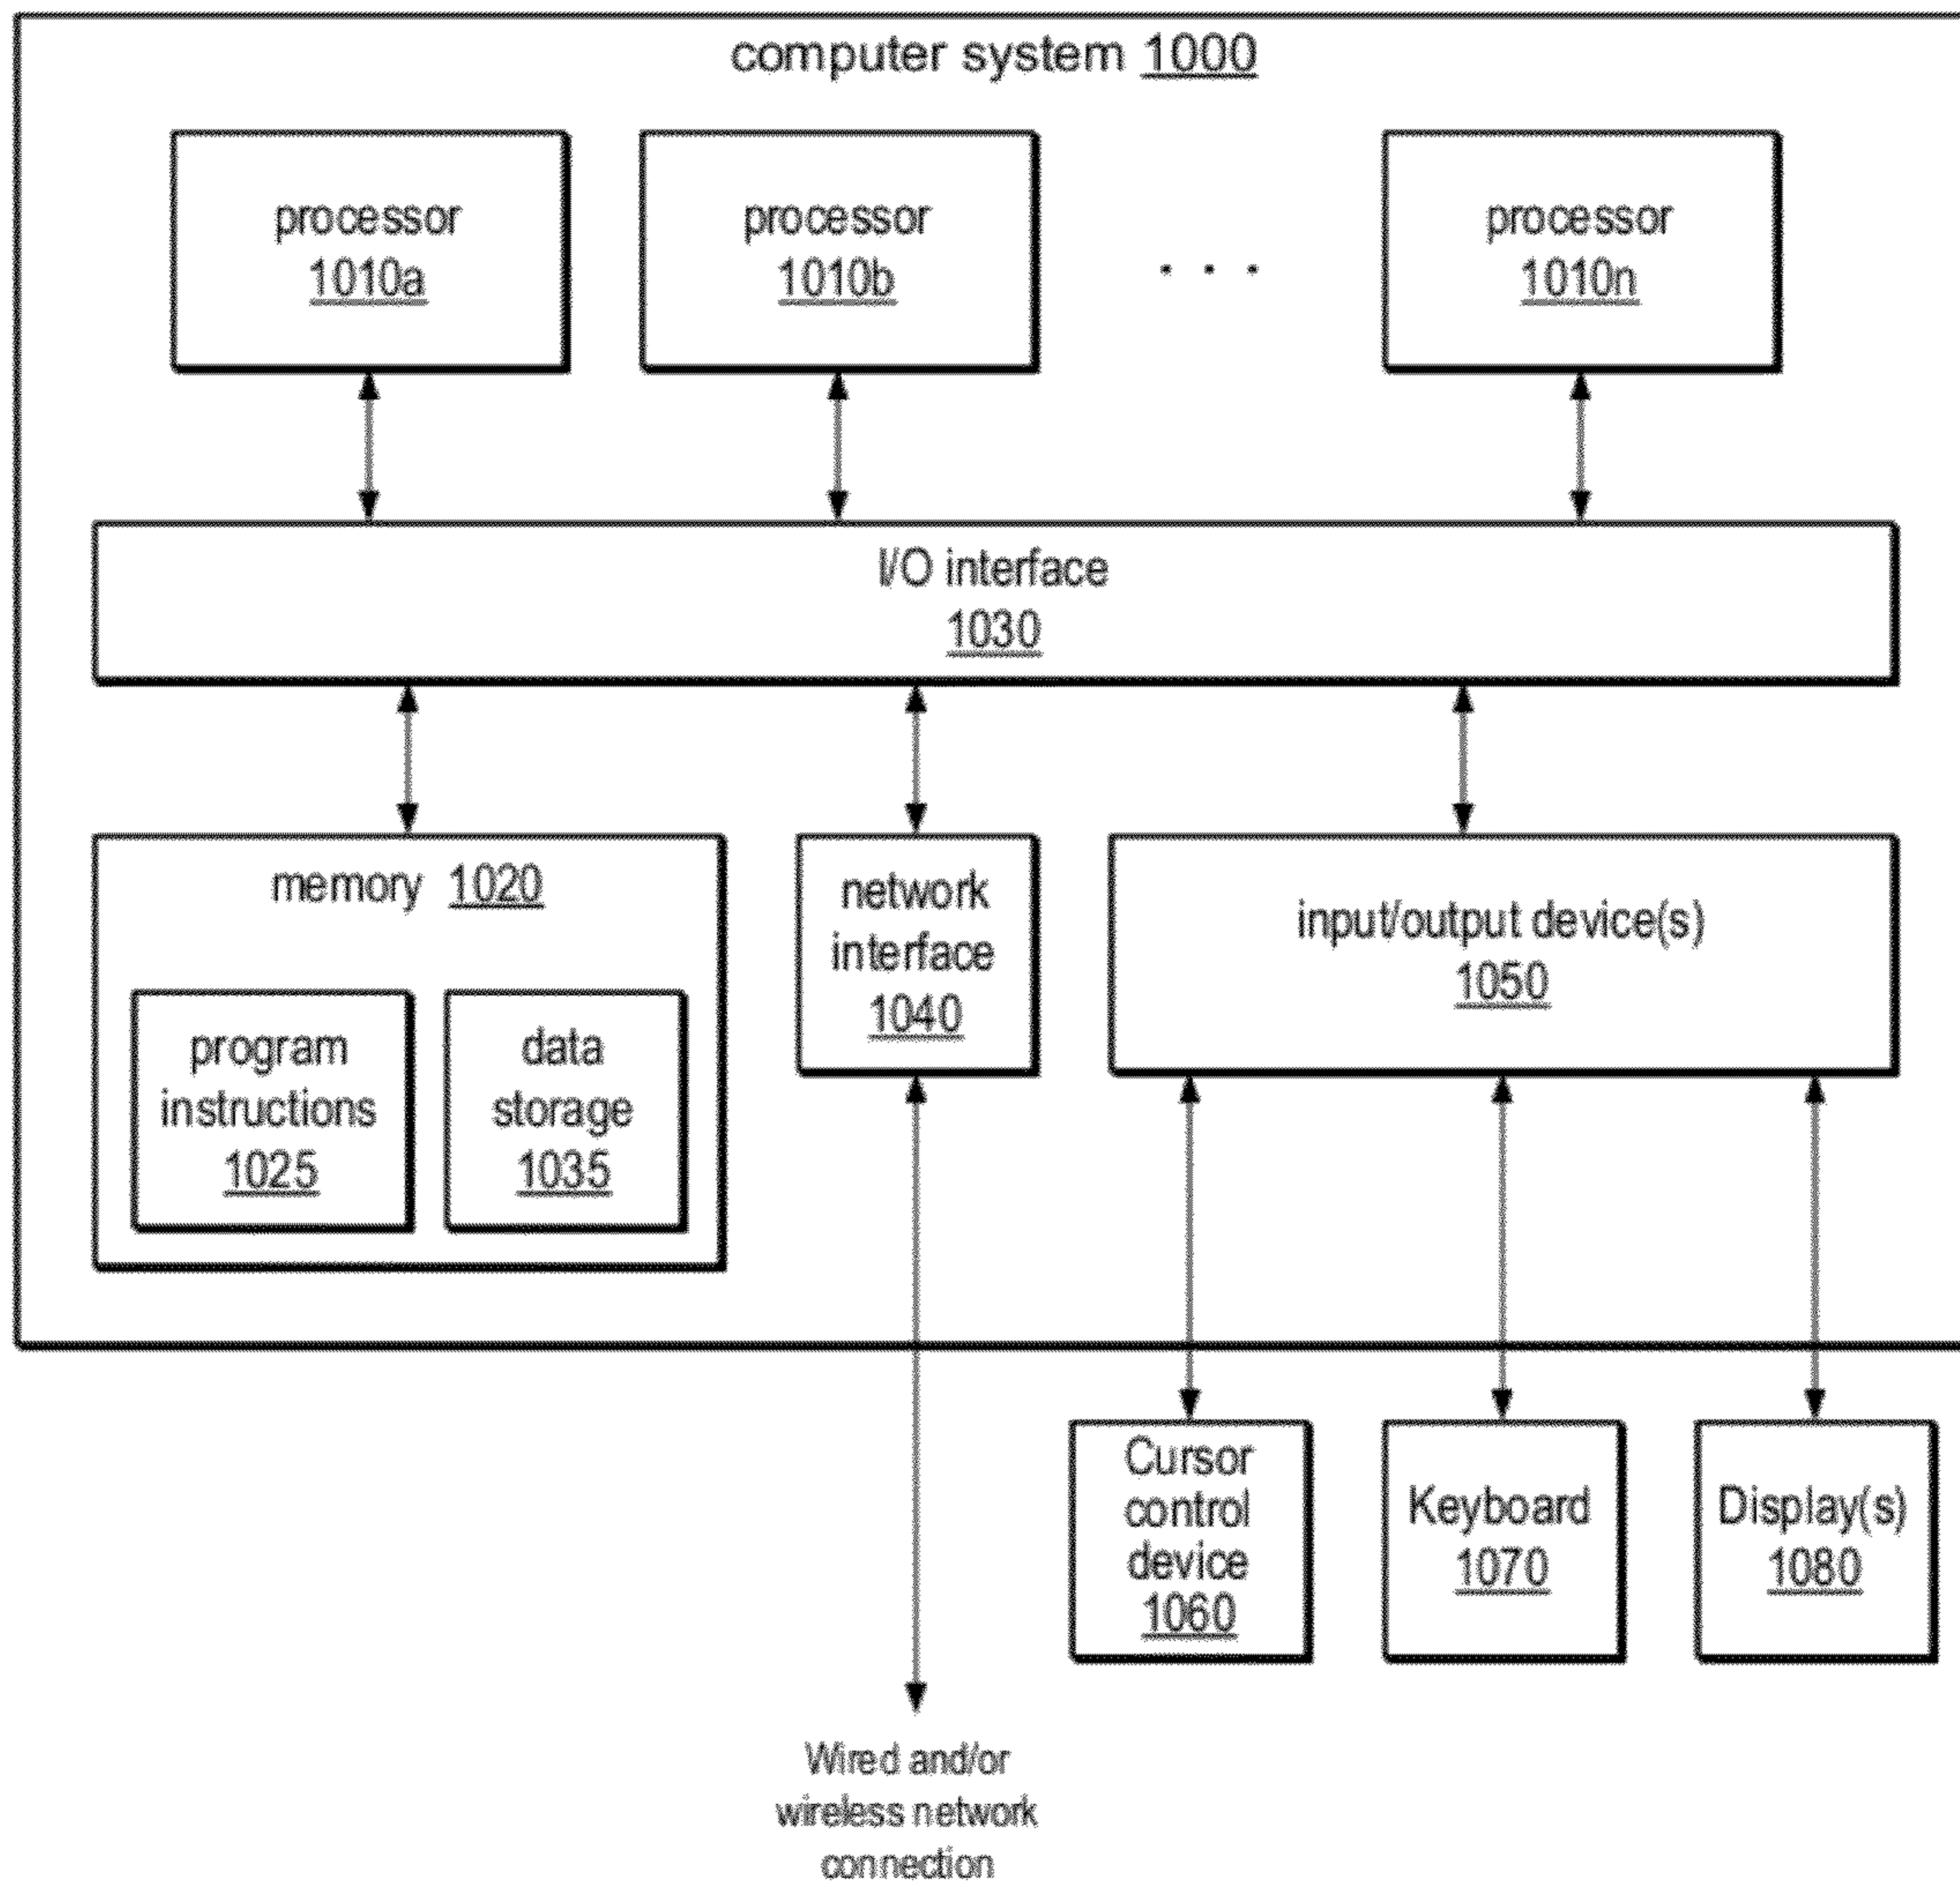 computer system 1000
processor
1010a
processor
1010b
. . .
processor
1010n
I/O interface
1030
memory 1020
program
instructions
1025
data
storage
1035
network
interface
1040
input/output device(s)
1050
Cursor
control
device
1060
Keyboard
1070
Display(s)
1080
Wired and/or
wireless network
connection